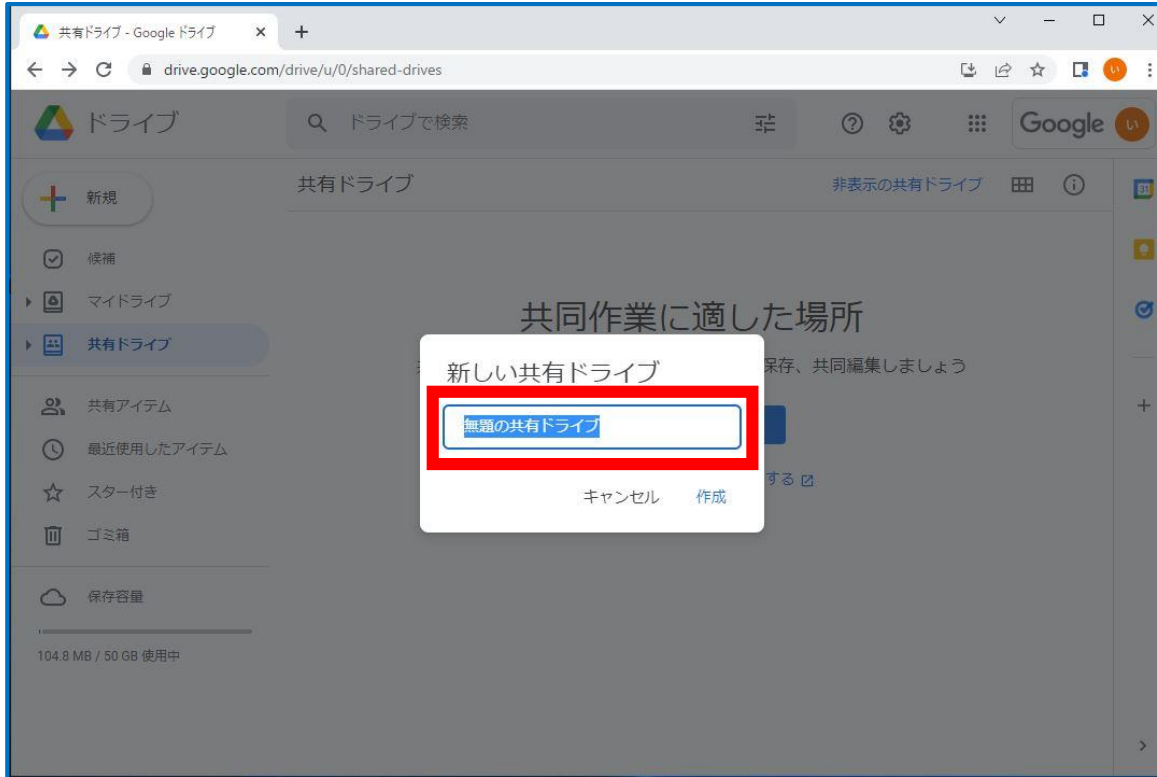 共有ドライブ - Google ドライブ
drive.google.com/drive/u/0/shared-drives
い
ドライブ
ドライブで検索
Google
い
新規
共有ドライブ
非表示の共有ドライブ
31
候補
マイドライブ
共有ドライブ
共有アイテム
最近使用したアイテム
スター付き
ゴミ箱
保存容量
104.8 MB / 50 GB 使用中
共同作業に適した場所
保存、共同編集しましょう
する
新しい共有ドライブ
無題の共有ドライブ
キャンセル 作成